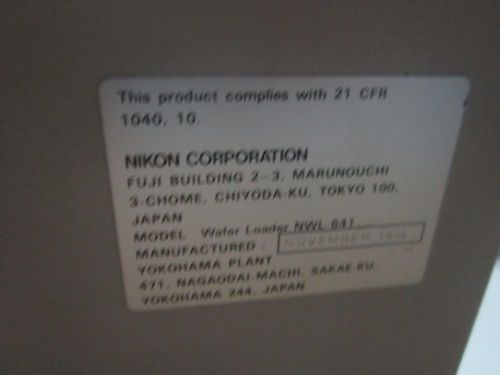 This product complies with 21 CFR
1040, 10.
NIKON CORPORATION
FUJI BUILDING 2-3, MARUNOUCHI
3-CHOME, CHIYODA-KU, TOKYO 100,
JAPAN
MODEL Wafer Loader NWL 641
MANUFACTURED : NOVEMBER
YOKOHAMA PLANT
471, NAGAODAI-MACHI, SAKAE-KU,
YOKOHAMA 244, JAPAN